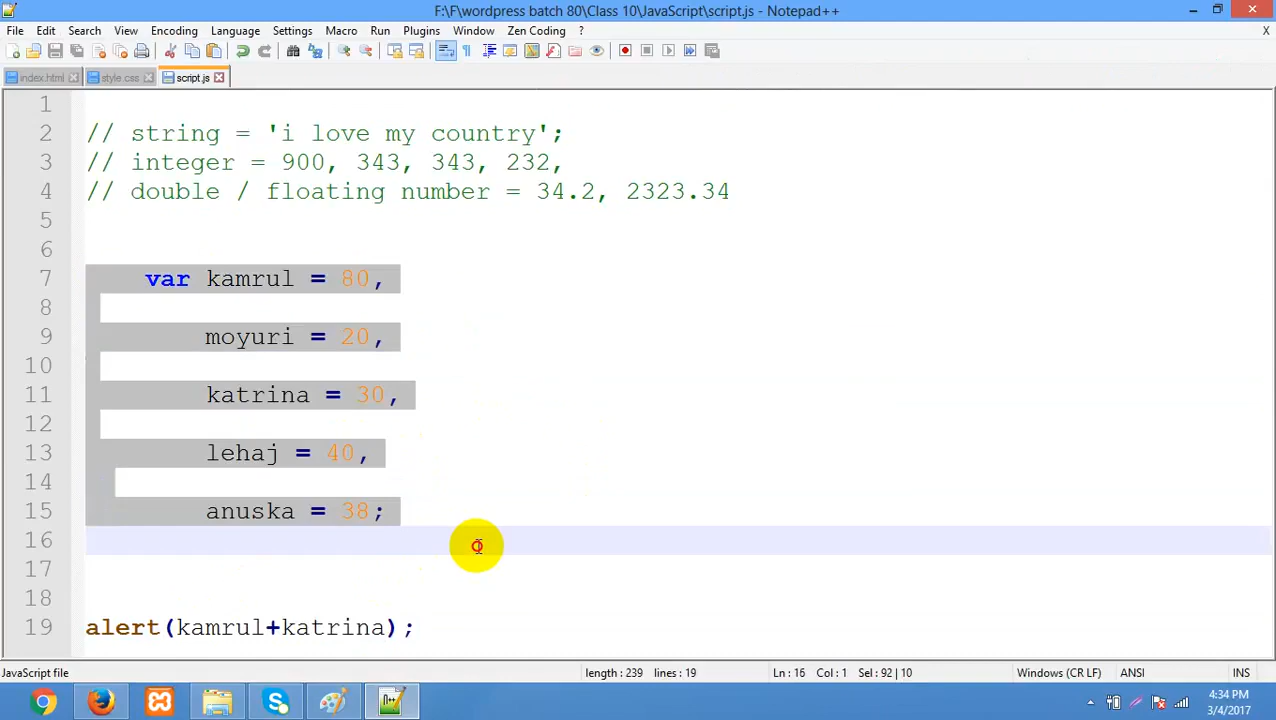 F:\F\wordpress batch 80\Class 10\JavaScript\script.js - Notepad++
File Edit Search View Encoding Language Settings Macro Run Plugins Window Zen Coding ? X
index.html style.css script.js
1
2 // string = 'i love my country';
3 // integer = 900, 343, 343, 232,
4 // double / floating number = 34.2, 2323.34
5
6
7 var kamrul = 80,
8
9 moyuri = 20,
10
11 katrina = 30,
12
13 lehaj = 40,
14
15 anuska = 38;
16
17
18
19 alert(kamrul+katrina);
JavaScript file length : 239 lines : 19 Ln : 16 Col : 1 Sel : 92 | 10 Windows (CR LF) ANSI INS
4:34 PM
3/4/2017